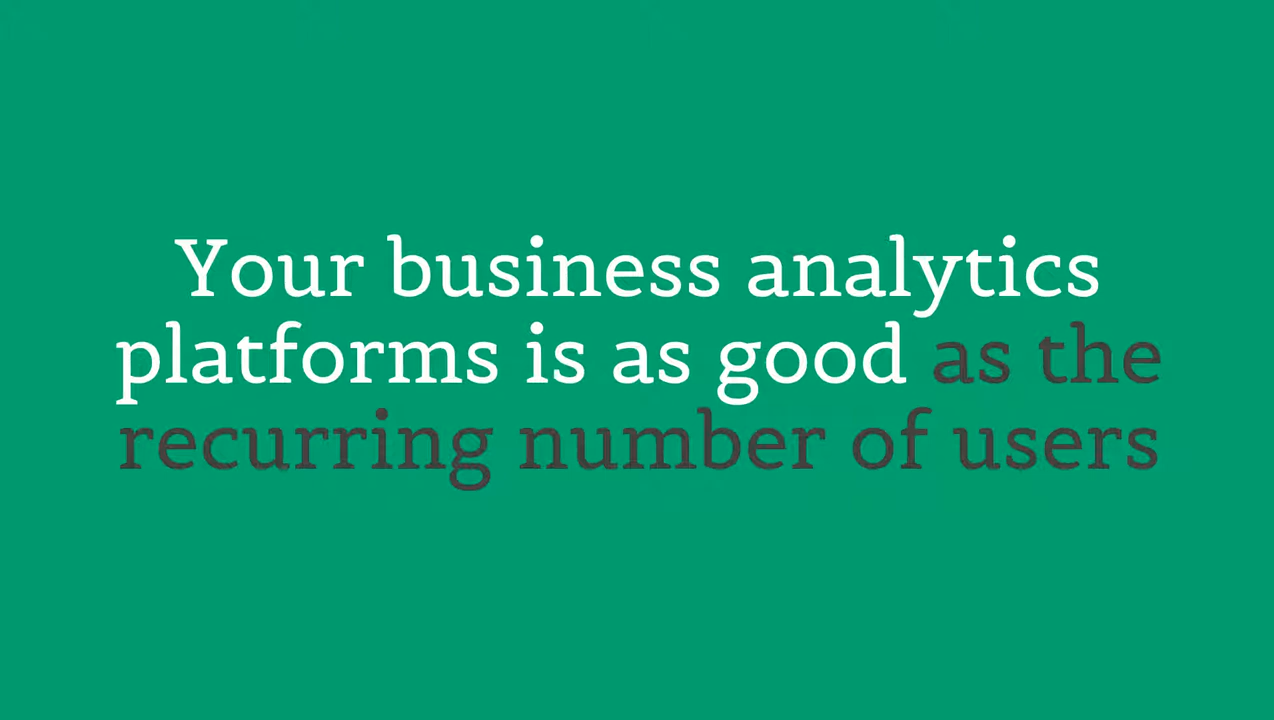 Your business analytics
platforms is as good as the
recurring number of users